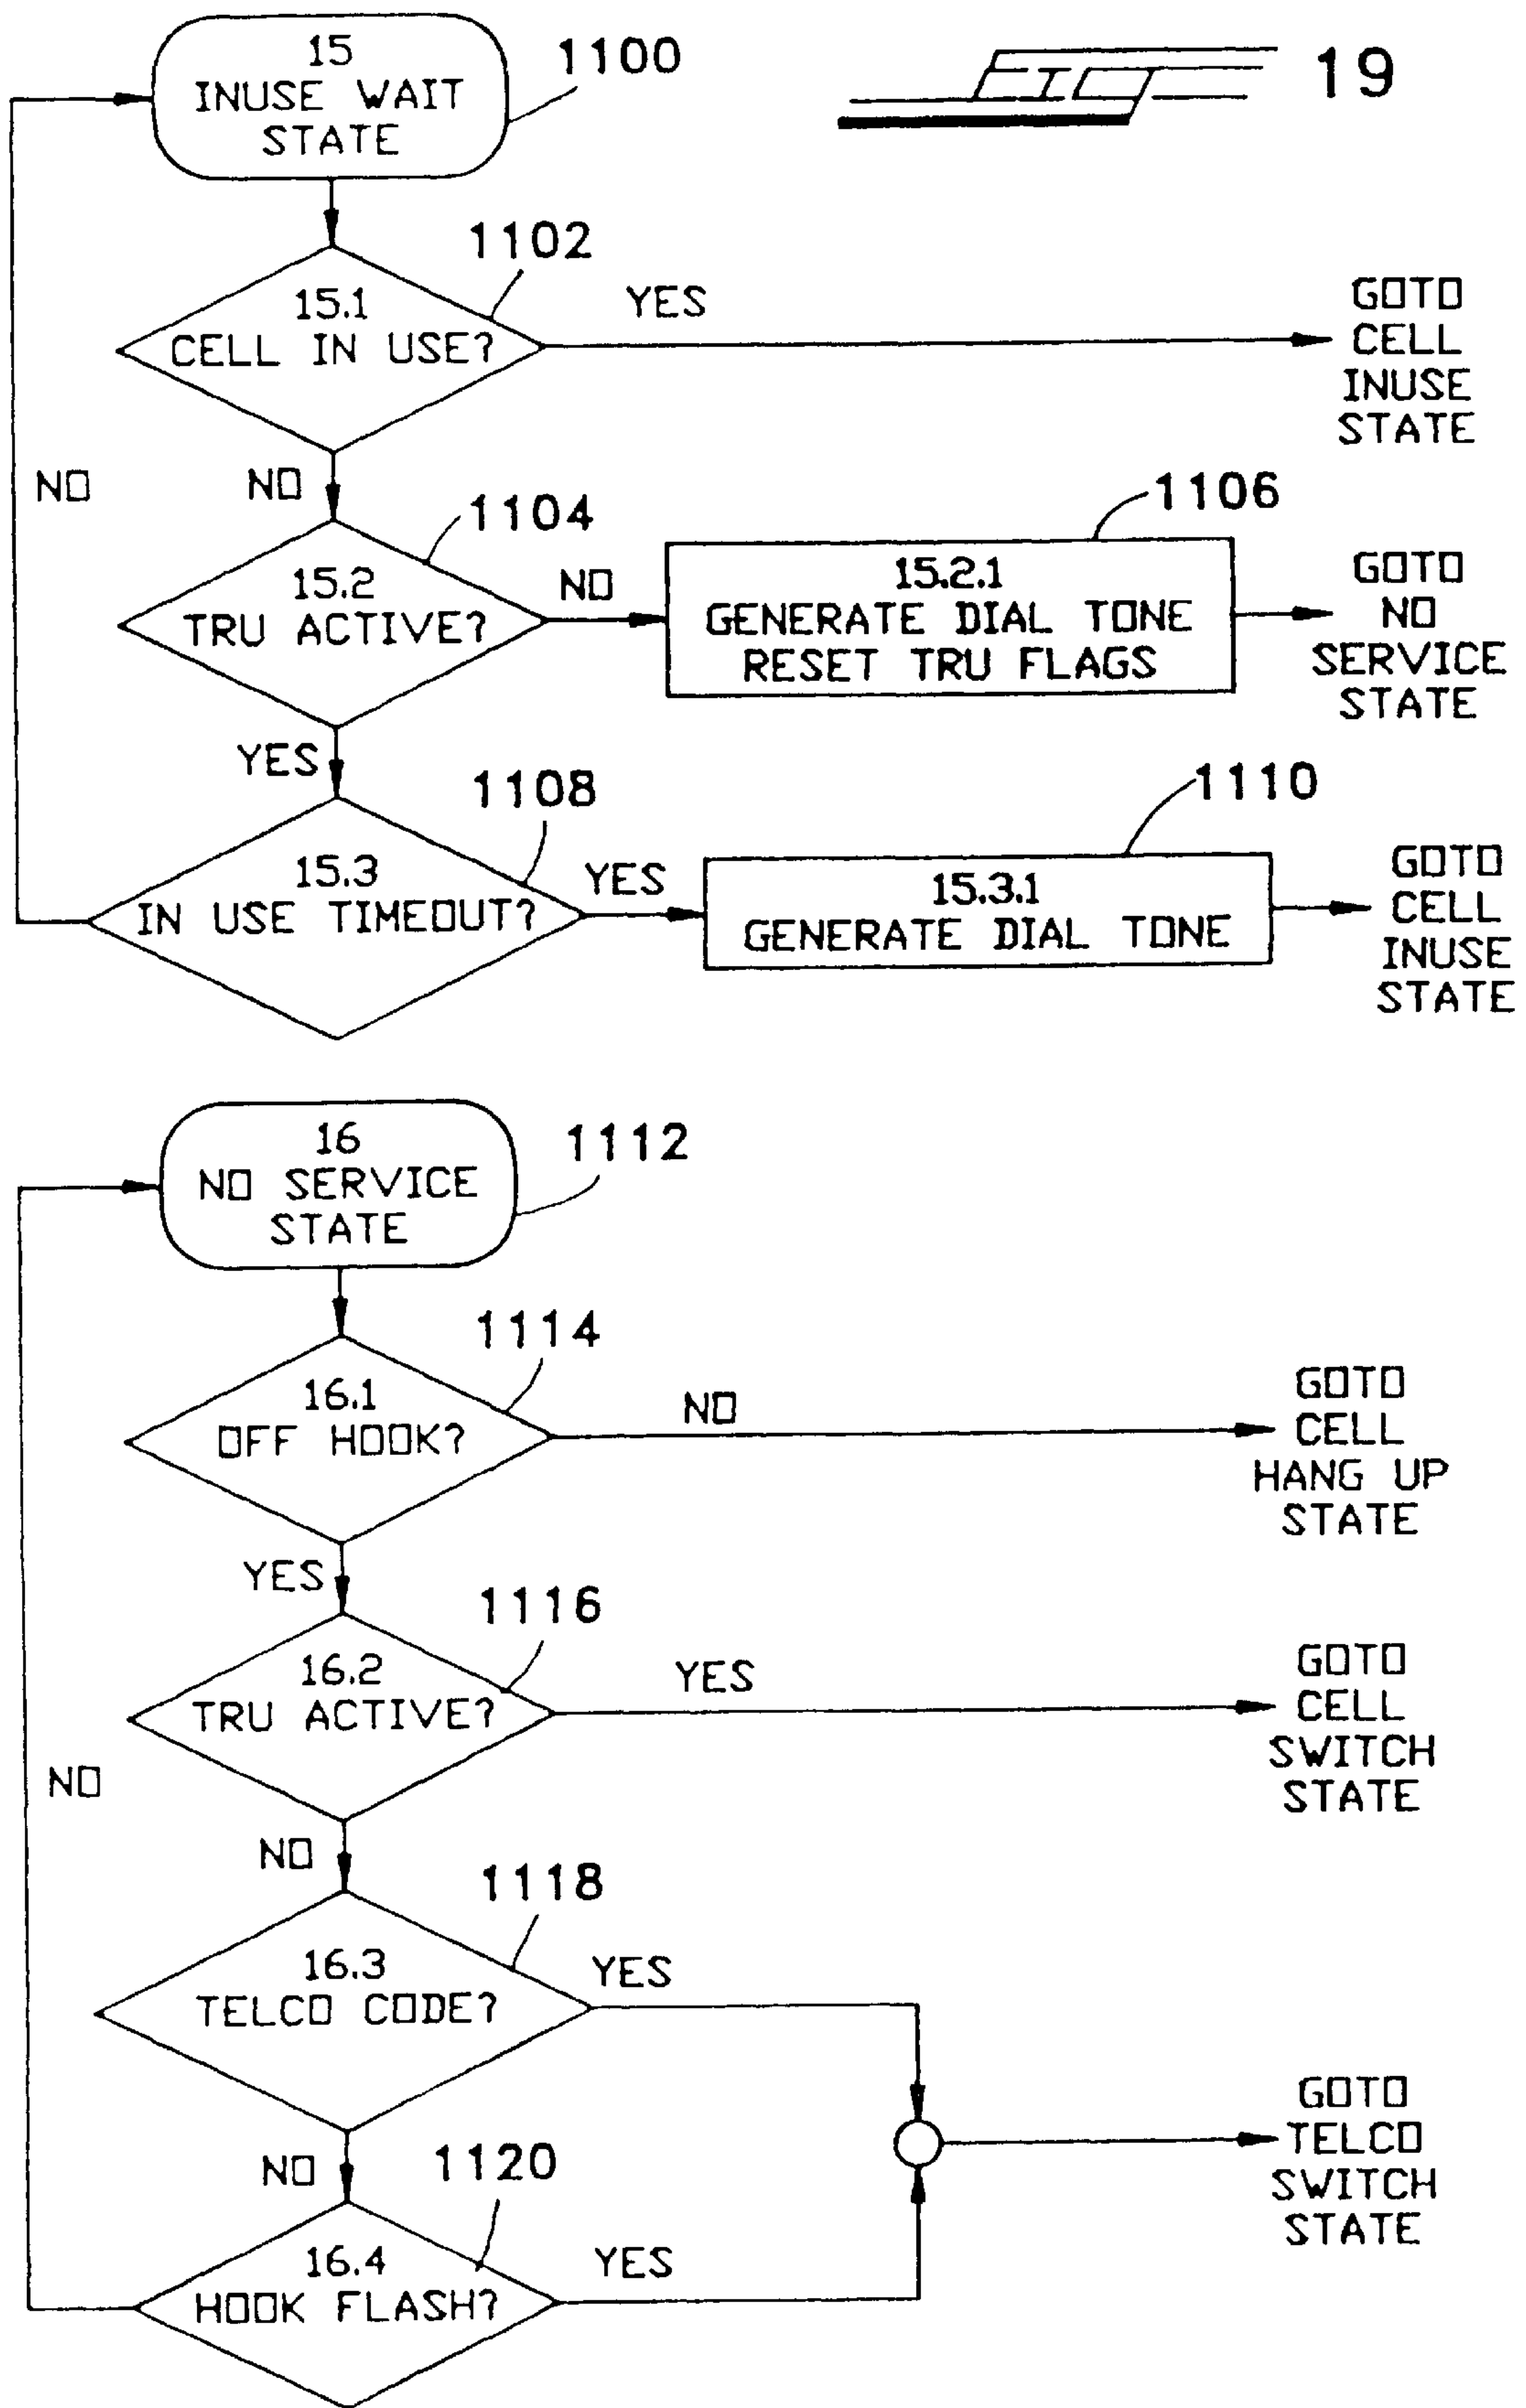 FIG 19
15
INUSE WAIT
STATE
1100
1102
15.1
CELL IN USE?
YES
GOTO
CELL
INUSE
STATE
NO
NO
1104
15.2
TRU ACTIVE?
NO
1106
15.2.1
GENERATE DIAL TONE
RESET TRU FLAGS
GOTO
NO
SERVICE
STATE
YES
1108
15.3
IN USE TIMEOUT?
YES
1110
15.3.1
GENERATE DIAL TONE
GOTO
CELL
INUSE
STATE
16
NO SERVICE
STATE
1112
1114
16.1
OFF HOOK?
NO
GOTO
CELL
HANG UP
STATE
YES
1116
16.2
TRU ACTIVE?
YES
GOTO
CELL
SWITCH
STATE
NO
NO
1118
16.3
TELCO CODE?
YES
NO
1120
16.4
HOOK FLASH?
YES
GOTO
TELCO
SWITCH
STATE